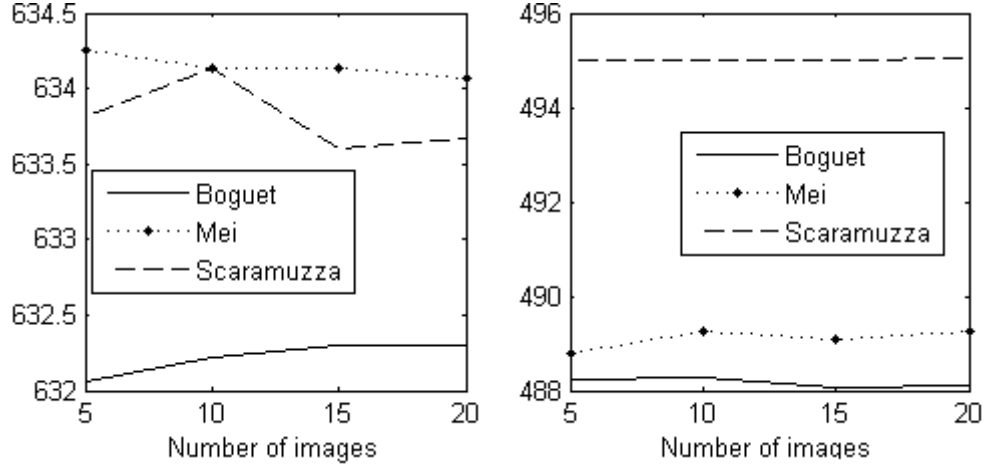 634.5
634
633.5
633
632.5
632
5
10
15
20
Number of images
Boguet
Mei
Scaramuzza
496
494
492
490
488
5
10
15
20
Number of images
Boguet
Mei
Scaramuzza